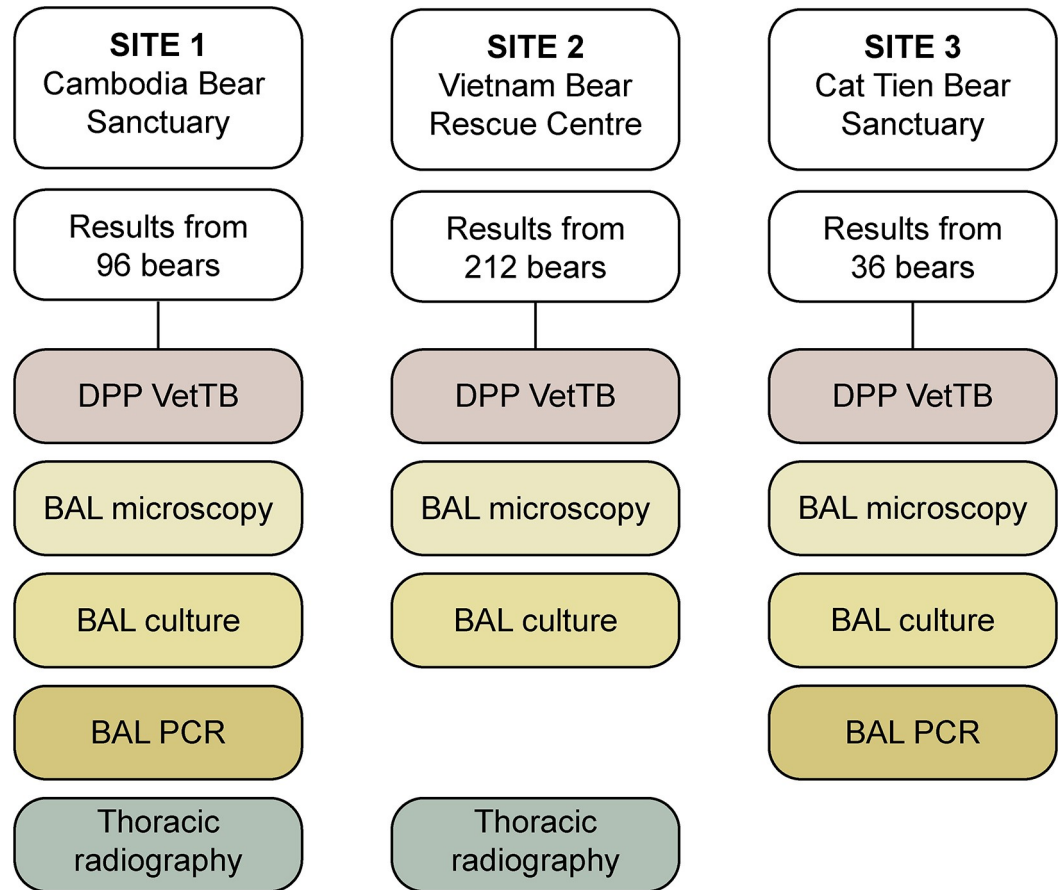 SITE 1
Cambodia Bear
Sanctuary
Results from
96 bears
DPP VetTB
BAL microscopy
BAL culture
BAL PCR
Thoracic
radiography
SITE 2
Vietnam Bear
Rescue Centre
Results from
212 bears
DPP VetTB
BAL microscopy
BAL culture
Thoracic
radiography
SITE 3
Cat Tien Bear
Sanctuary
Results from
36 bears
DPP VetTB
BAL microscopy
BAL culture
BAL PCR